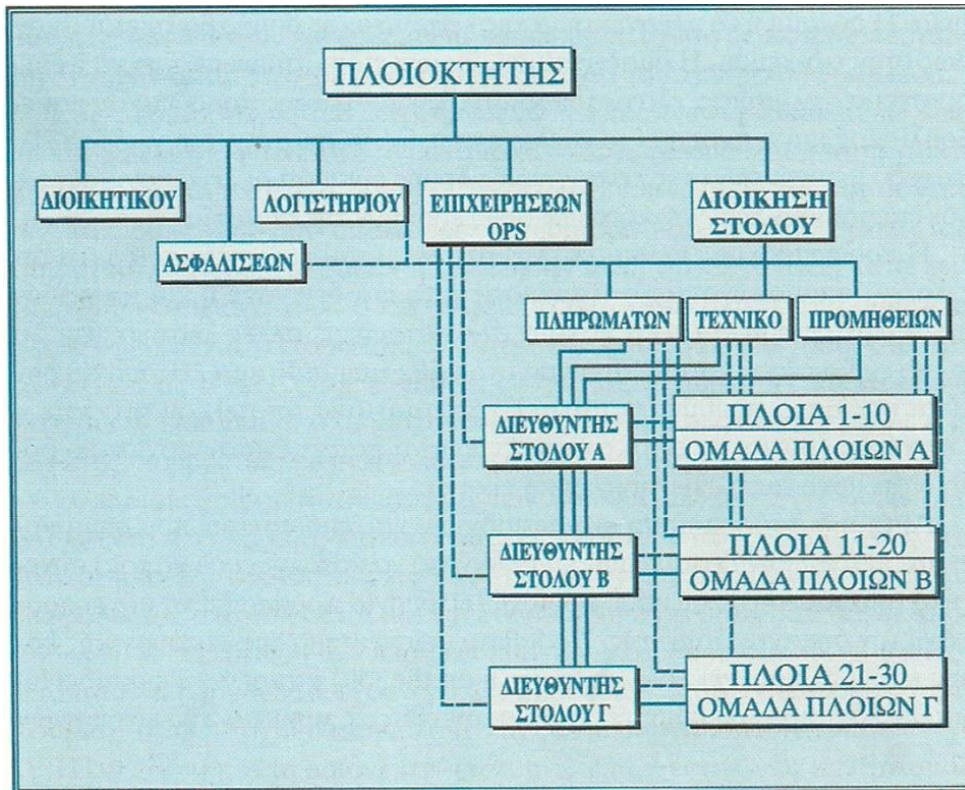 ΠΛΟΙΟΚΤΗΤΗΣ
ΔΙΟΙΚΗΤΙΚΟΥ
ΑΣΦΑΛΙΣΕΩΝ
ΛΟΓΙΣΤΗΡΙΟΥ
ΕΠΙΧΕΙΡΗΣΕΩΝ
OPS
ΔΙΟΙΚΗΣΗ
ΣΤΟΛΟΥ
ΠΛΗΡΩΜΑΤΩΝ
ΤΕΧΝΙΚΟ
ΠΡΟΜΗΘΕΙΩΝ
ΔΙΕΥΘΥΝΤΗΣ
ΣΤΟΛΟΥ Α
ΠΛΟΙΑ 1-10
ΟΜΑΔΑ ΠΛΟΙΩΝ Α
ΔΙΕΥΘΥΝΤΗΣ
ΣΤΟΛΟΥ Β
ΠΛΟΙΑ 11-20
ΟΜΑΔΑ ΠΛΟΙΩΝ Β
ΔΙΕΥΘΥΝΤΗΣ
ΣΤΟΛΟΥ Γ
ΠΛΟΙΑ 21-30
ΟΜΑΔΑ ΠΛΟΙΩΝ Γ